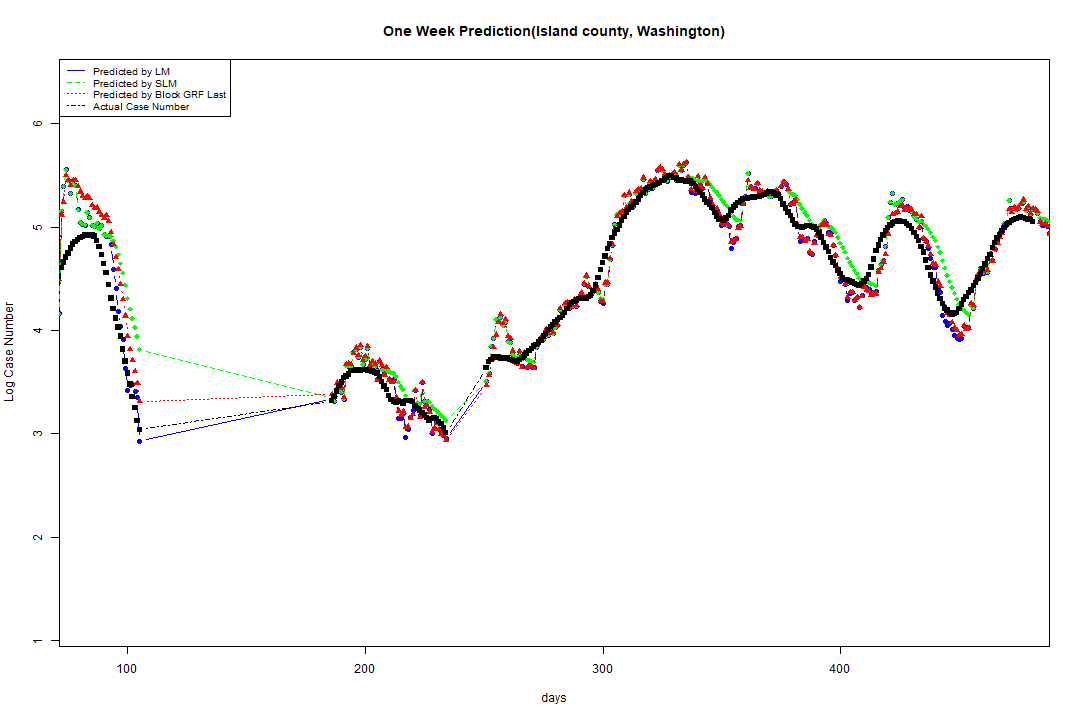 One Week Prediction(Island county, Washington)
Predicted by LM
Predicted by SLM
Predicted by Block GRF Last
Actual Case Number
Log Case Number
6
5
4
3
2
1
100 200 300 400
days